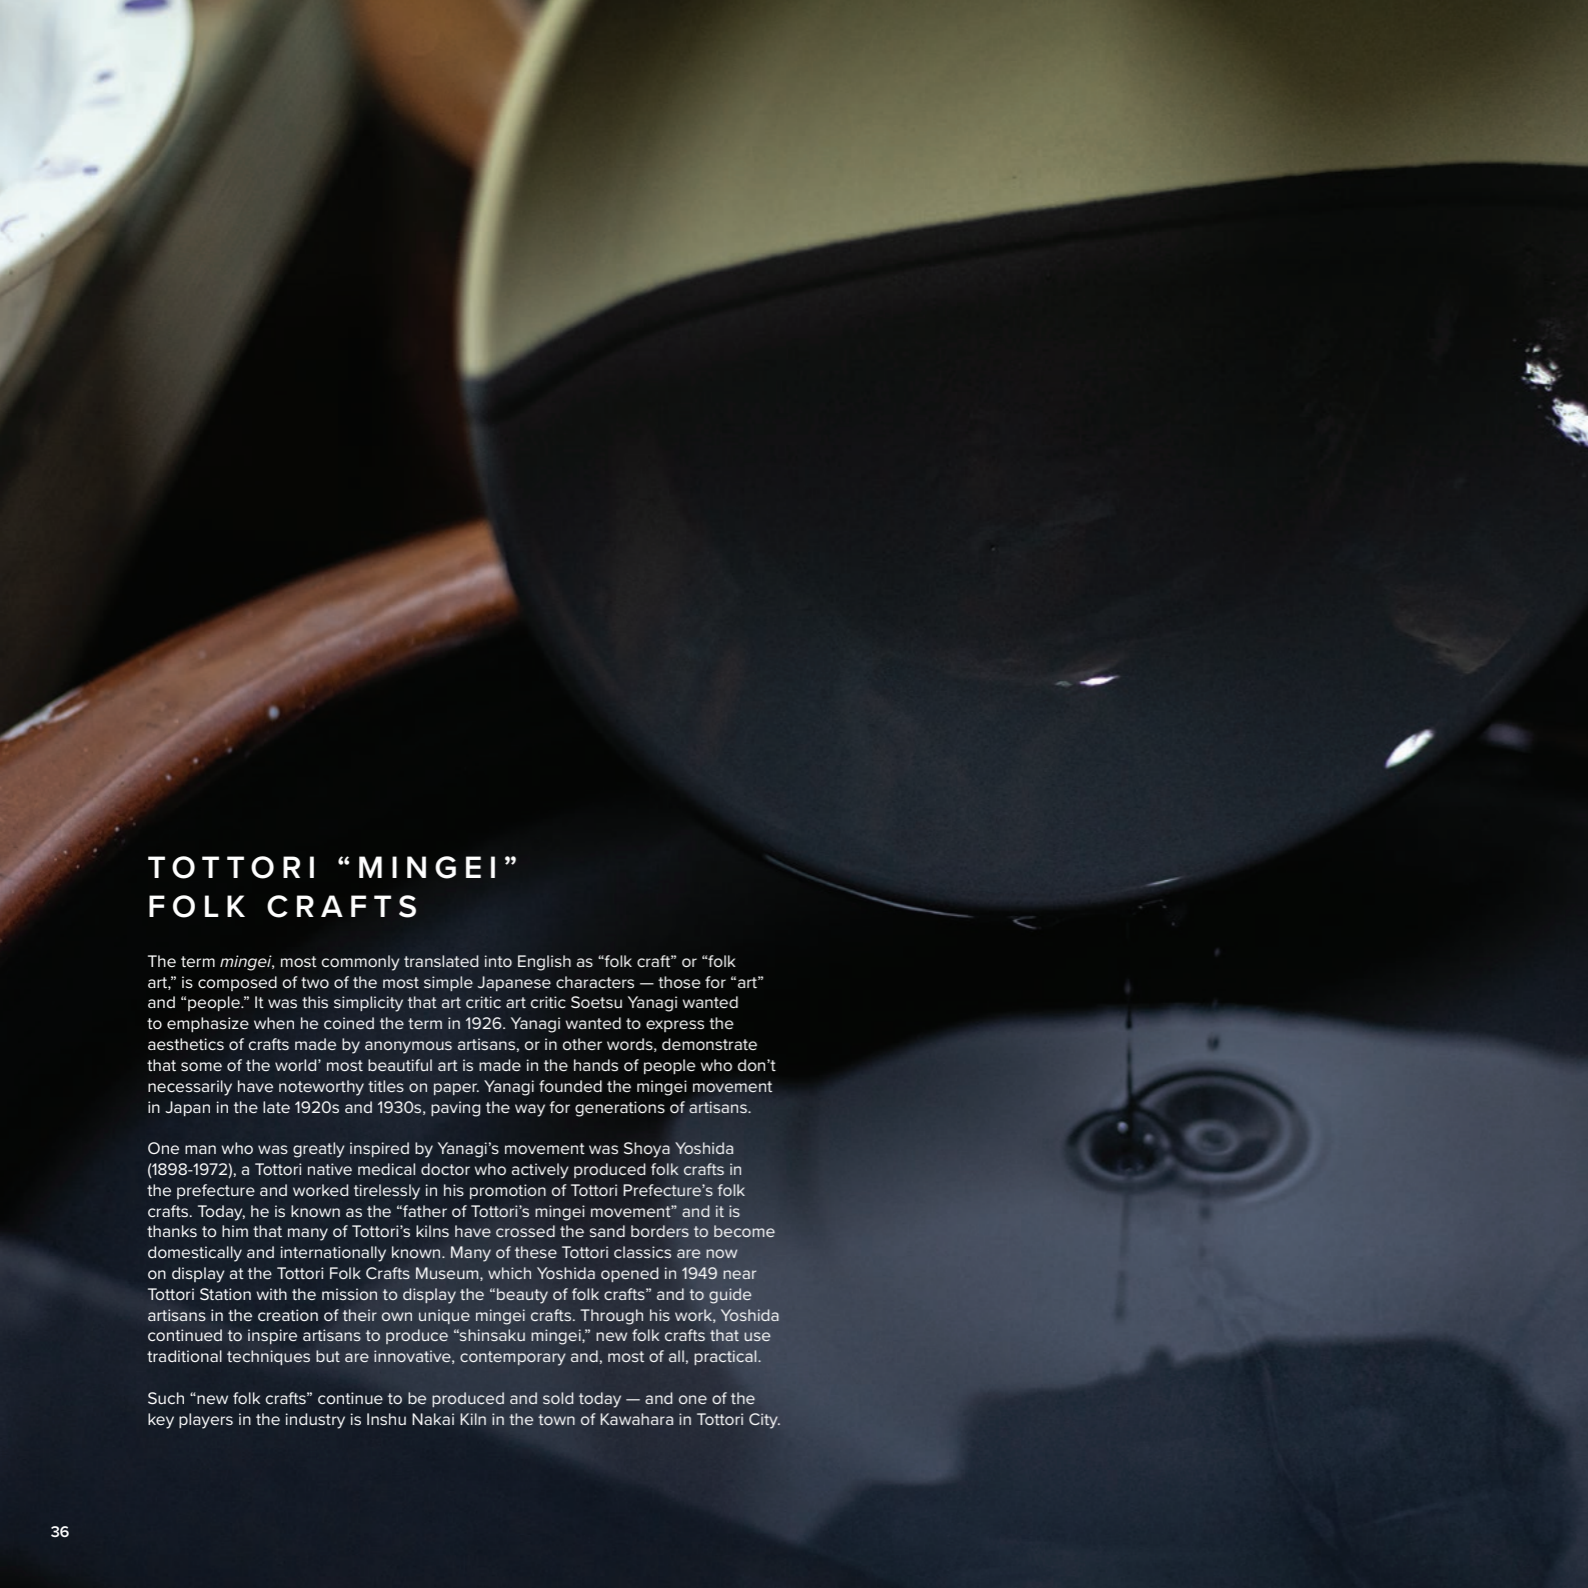 TOTTORI “MINGEI”
FOLK CRAFTS
The term mingei, most commonly translated into English as “folk craft” or “folk
art,” is composed of two of the most simple Japanese characters — those for “art”
and “people.” It was this simplicity that art critic art critic Soetsu Yanagi wanted
to emphasize when he coined the term in 1926. Yanagi wanted to express the
aesthetics of crafts made by anonymous artisans, or in other words, demonstrate
that some of the world’ most beautiful art is made in the hands of people who don’t
necessarily have noteworthy titles on paper. Yanagi founded the mingei movement
in Japan in the late 1920s and 1930s, paving the way for generations of artisans.
One man who was greatly inspired by Yanagi’s movement was Shoya Yoshida
(1898-1972), a Tottori native medical doctor who actively produced folk crafts in
the prefecture and worked tirelessly in his promotion of Tottori Prefecture’s folk
crafts. Today, he is known as the “father of Tottori’s mingei movement” and it is
thanks to him that many of Tottori’s kilns have crossed the sand borders to become
domestically and internationally known. Many of these Tottori classics are now
on display at the Tottori Folk Crafts Museum, which Yoshida opened in 1949 near
Tottori Station with the mission to display the “beauty of folk crafts” and to guide
artisans in the creation of their own unique mingei crafts. Through his work, Yoshida
continued to inspire artisans to produce “shinsaku mingei,” new folk crafts that use
traditional techniques but are innovative, contemporary and, most of all, practical.
Such “new folk crafts” continue to be produced and sold today — and one of the
key players in the industry is Inshu Nakai Kiln in the town of Kawahara in Tottori City.
36